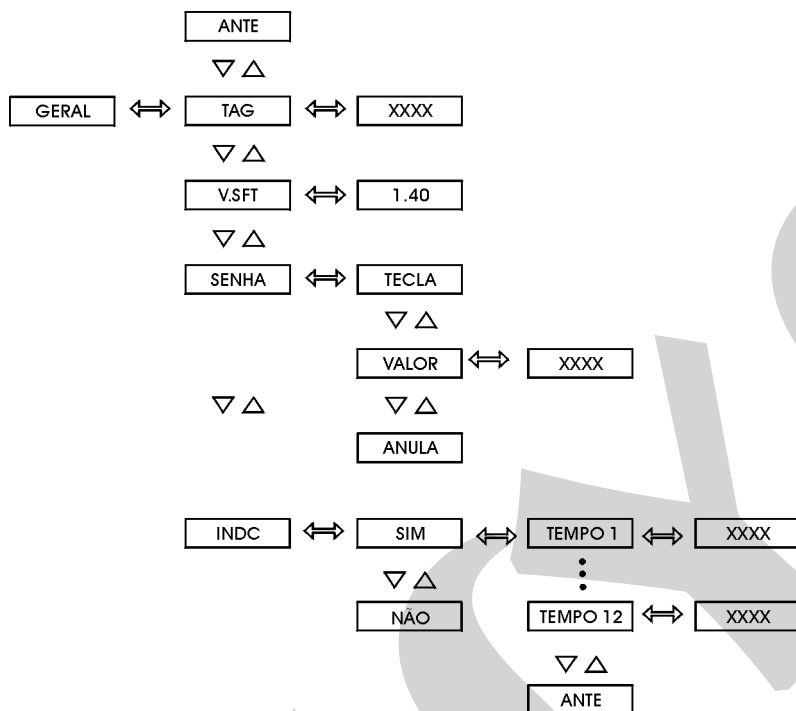 ANTE
GERAL TAG XXXX
V.SFT 1.40
SENHA TECLA
VALOR XXXX
ANULA
INDC SIM TEMPO 1 XXXX
NÃO TEMPO 12 XXXX
ANTE